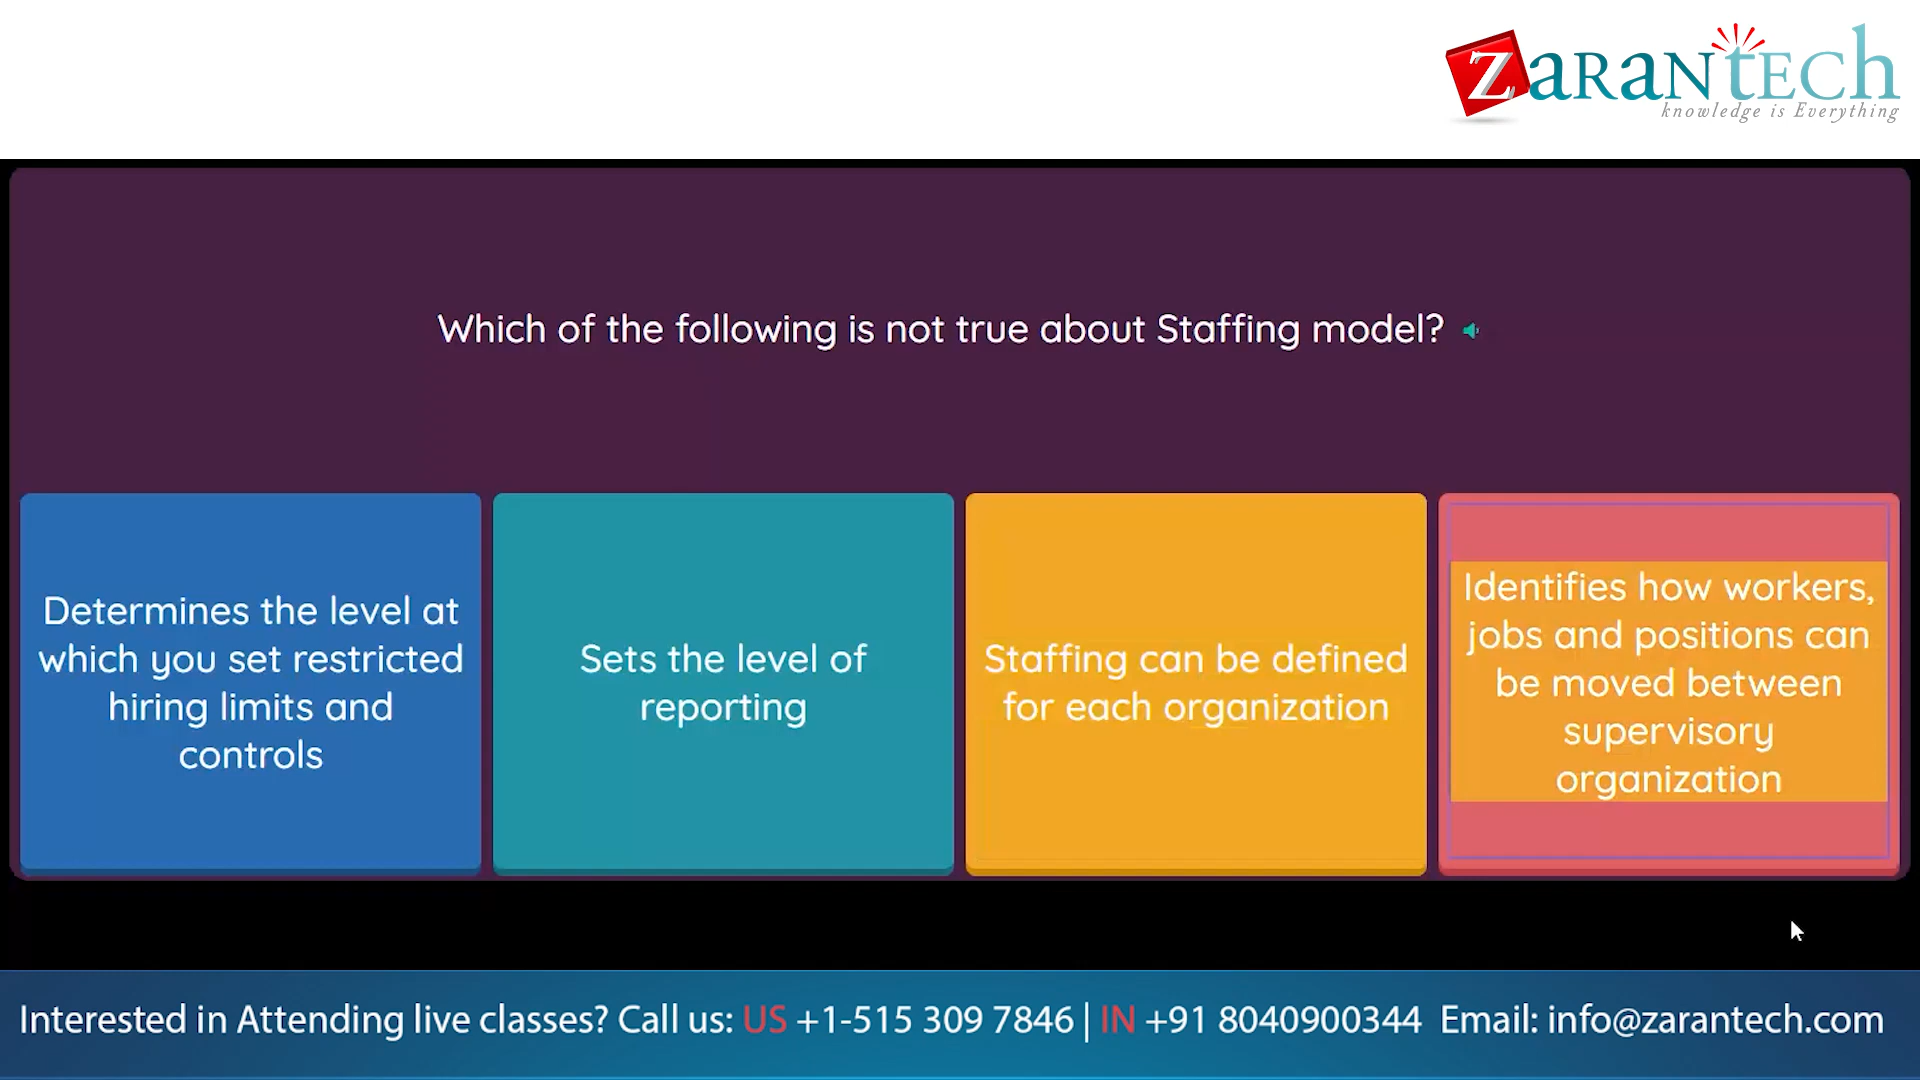 ZaranTech
knowledge is Everything
Which of the following is not true about Staffing model?
Determines the level at
which you set restricted
hiring limits and
controls
Sets the level of
reporting
Staffing can be defined
for each organization
Identifies how workers,
jobs and positions can
be moved between
supervisory
organization
Interested in Attending live classes? Call us: US +1-515 309 7846 | IN +91 8040900344 Email: info@zarantech.com